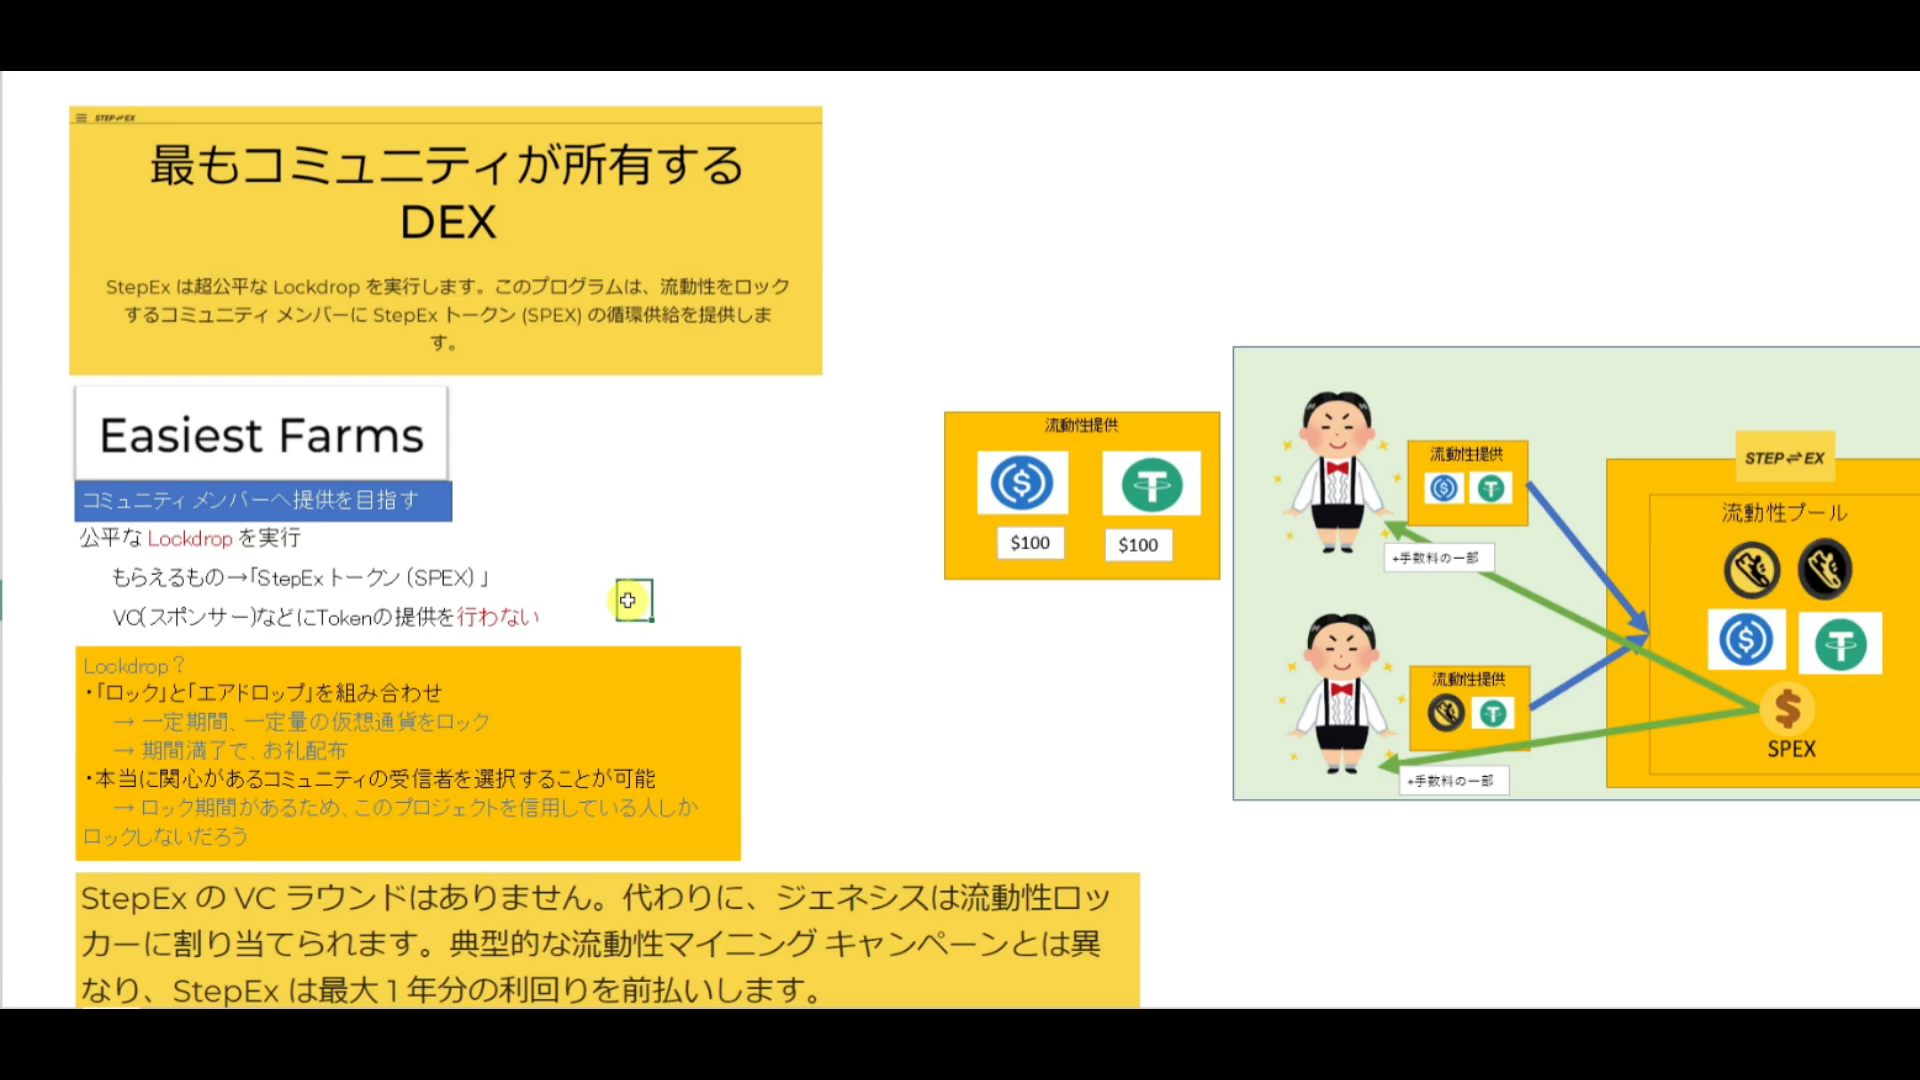 STEP⇌EX
最もコミュニティが所有する
DEX
StepEx は超公平な Lockdrop を実行します。このプログラムは、流動性をロック
するコミュニティ メンバーに StepEx トークン (SPEX) の循環供給を提供しま
す。
Easiest Farms
コミュニティメンバーへ提供を目指す
公平な Lockdrop を実行
もらえるもの→「StepExトークン（SPEX）」
VC(スポンサー)などにTokenの提供を行わない
Lockdrop？
・「ロック」と「エアドロップ」を組み合わせ
→ 一定期間、一定量の仮想通貨をロック
→ 期間満了で、お礼配布
・本当に関心があるコミュニティの受信者を選択することが可能
→ ロック期間があるため、このプロジェクトを信用している人しか
ロックしないだろう
StepEx の VC ラウンドはありません。代わりに、ジェネシスは流動性ロッ
カーに割り当てられます。典型的な流動性マイニング キャンペーンとは異
なり、StepEx は最大 1 年分の利回りを前払いします。
流動性提供
$100
$100
流動性提供
+手数料の一部
流動性提供
+手数料の一部
STEP⇌EX
流動性プール
SPEX